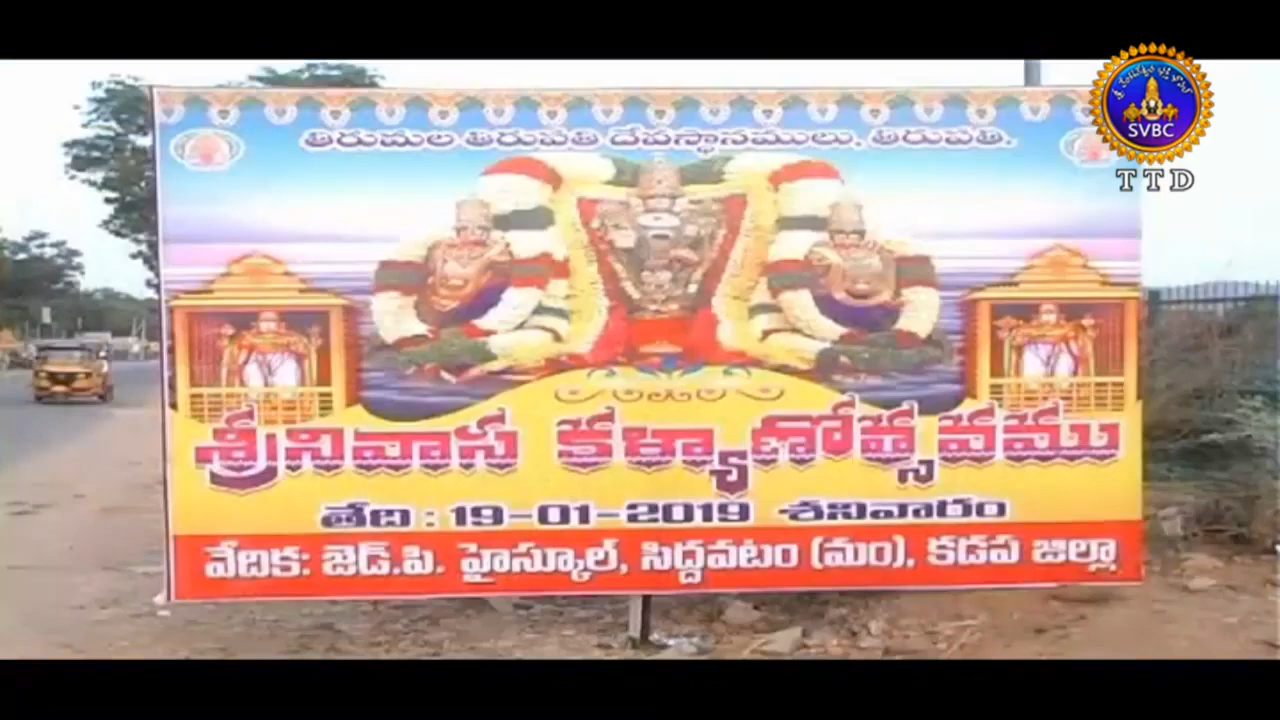 తిరుమల తిరుపతి దేవస్థానములు, తిరుపతి.
SVBC
TTD
శ్రీనివాస కళ్యాణోత్సవము
తేది : 19-01-2019 శనివారం
వేదిక: జెడ్.పి. హైస్కూల్, సిద్దవటం (మం), కడప జిల్లా